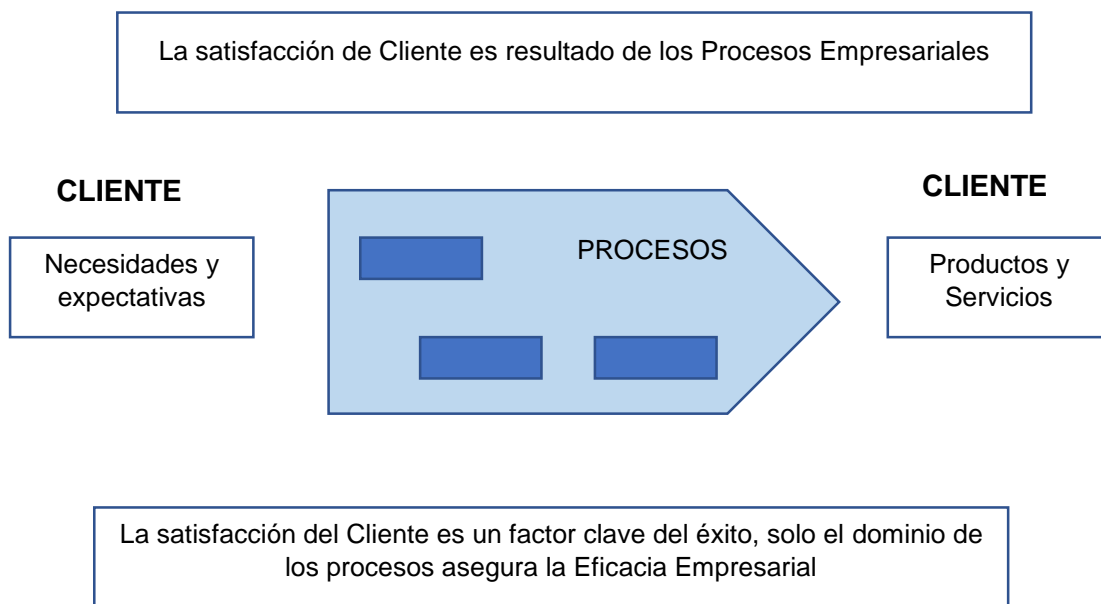 La satisfacción de Cliente es resultado de los Procesos Empresariales
CLIENTE
Necesidades y
expectativas
PROCESOS
CLIENTE
Productos y
Servicios
La satisfacción del Cliente es un factor clave del éxito, solo el dominio de
los procesos asegura la Eficacia Empresarial